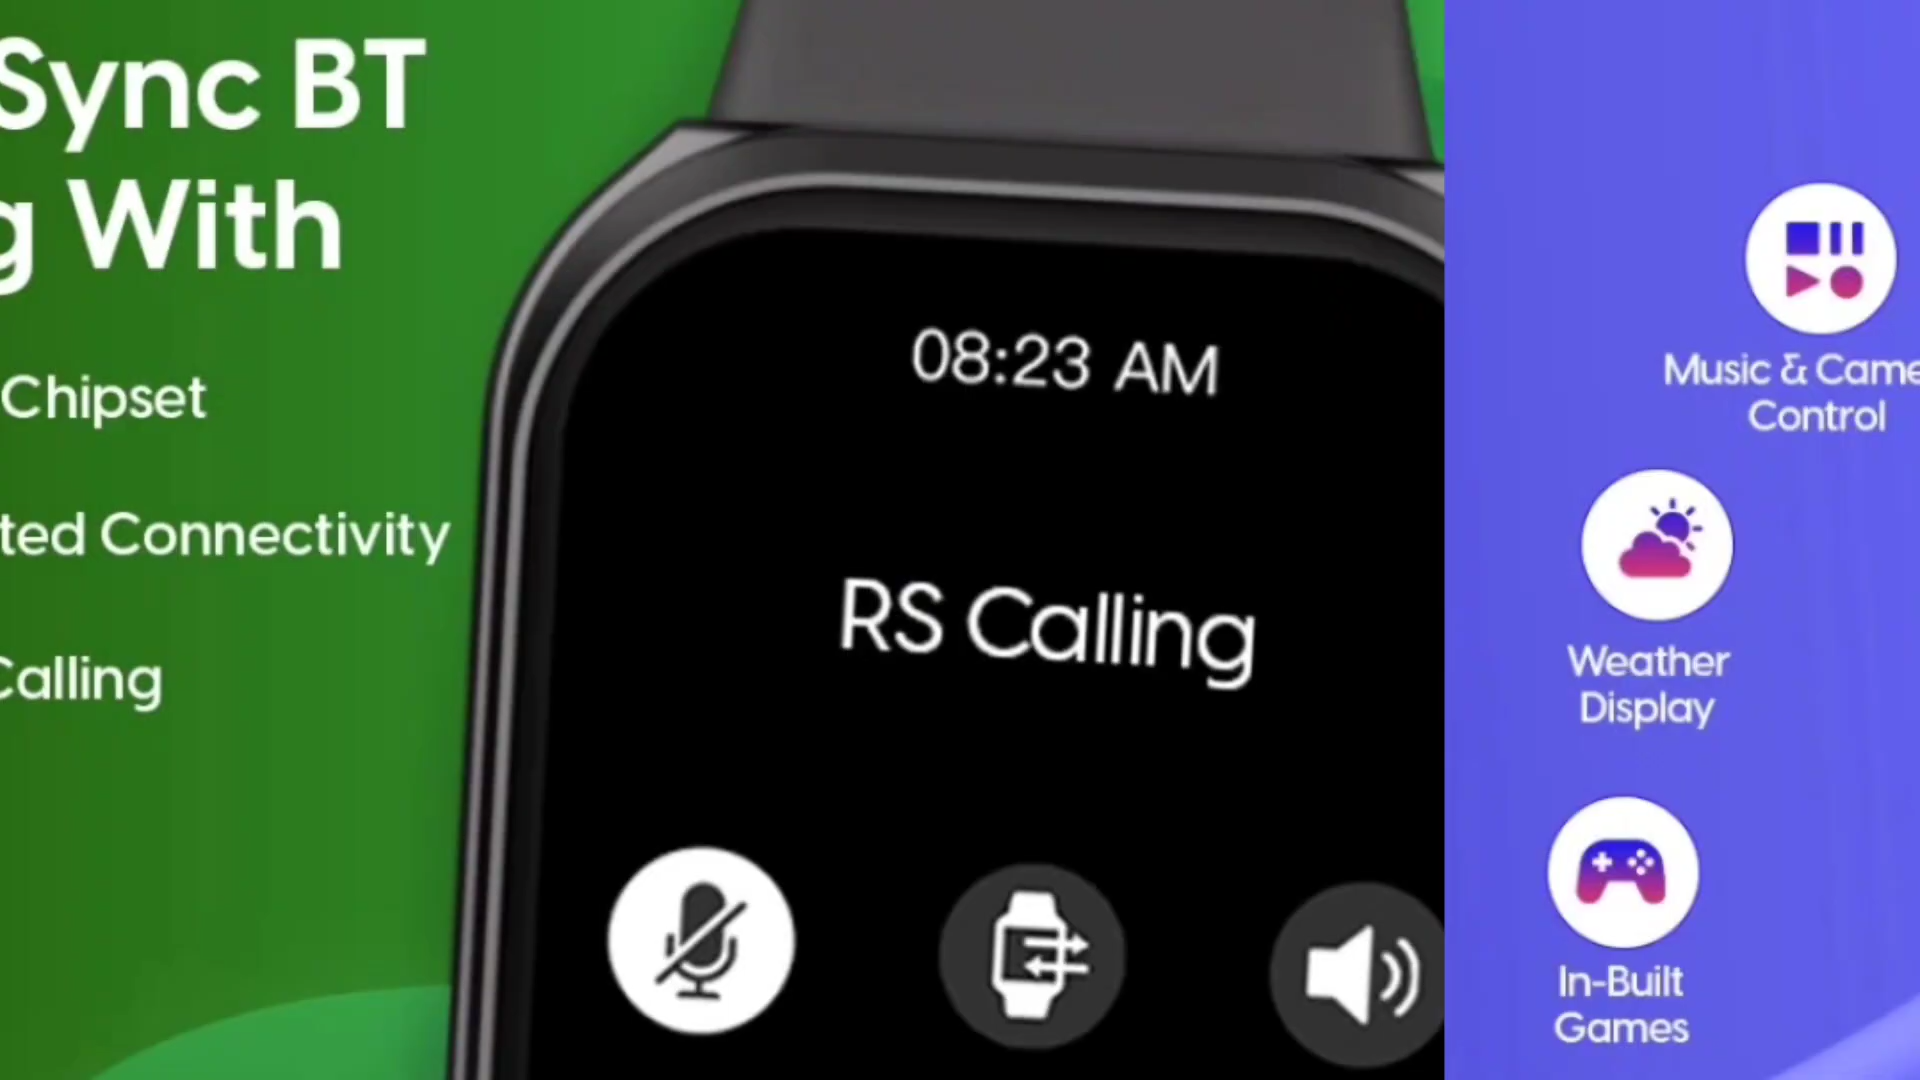 Sync BT
g With
Chipset
ted Connectivity
Calling
08:23 AM
RS Calling
Music & Came
Control
Weather
Display
In-Built
Games